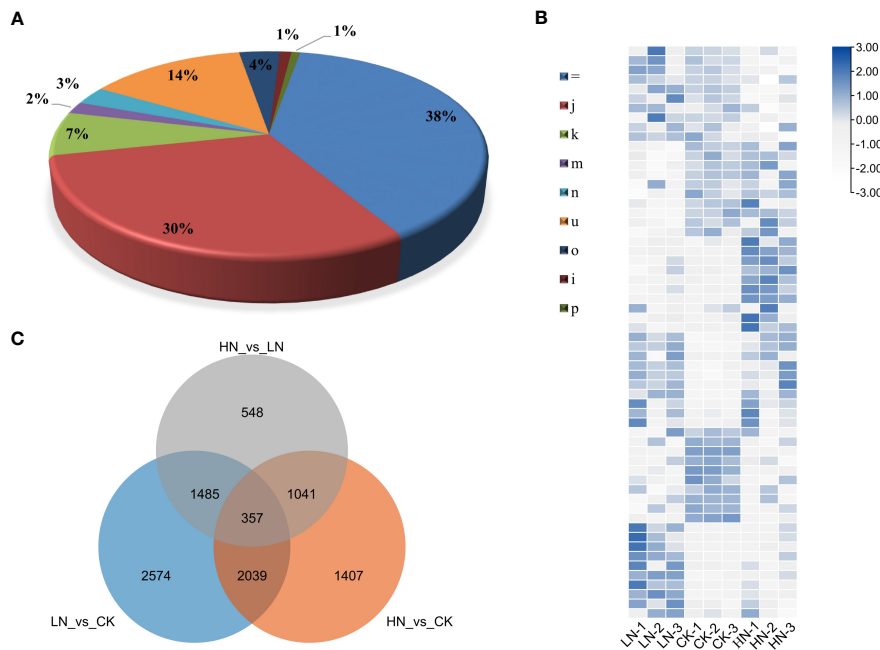 A
1%
1%
4%
14%
3%
2%
7%
38%
30%
=
j
k
m
n
u
o
i
p
B
3.00
2.00
1.00
0.00
-1.00
-2.00
-3.00
LN-1
LN-2
LN-3
CK-1
CK-2
CK-3
HN-1
HN-2
HN-3
C
HN_vs_LN
548
1485
1041
357
2574
2039
1407
LN_vs_CK
HN_vs_CK